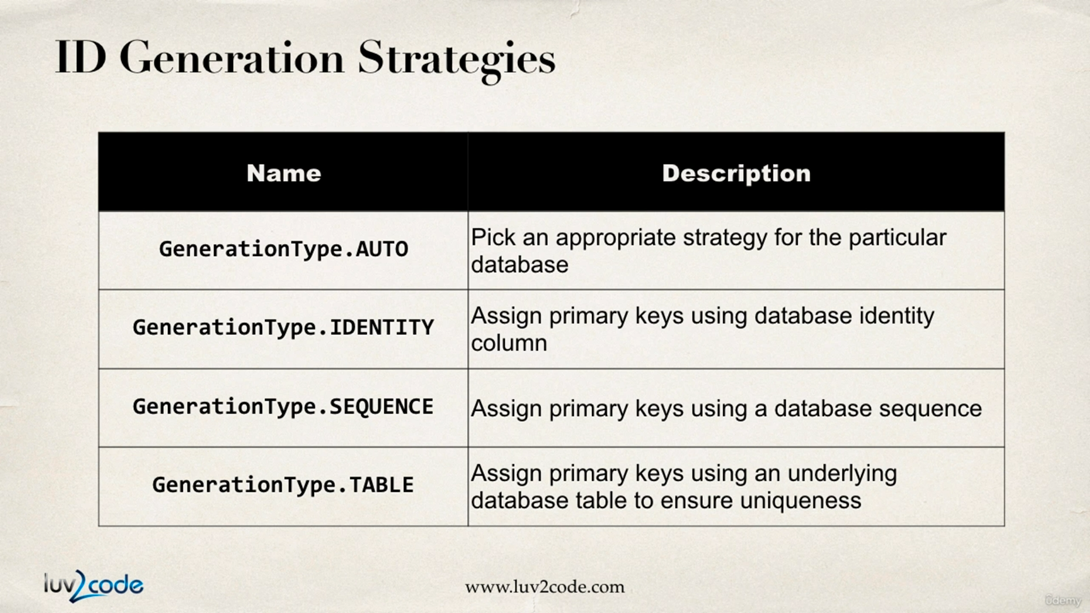 ID Generation Strategies
Name
Description
GenerationType.AUTO
Pick an appropriate strategy for the particular
database
GenerationType.IDENTITY
Assign primary keys using database identity
column
GenerationType.SEQUENCE
Assign primary keys using a database sequence
GenerationType.TABLE
Assign primary keys using an underlying
database table to ensure uniqueness
luv2code
www.luv2code.com
ûdemy